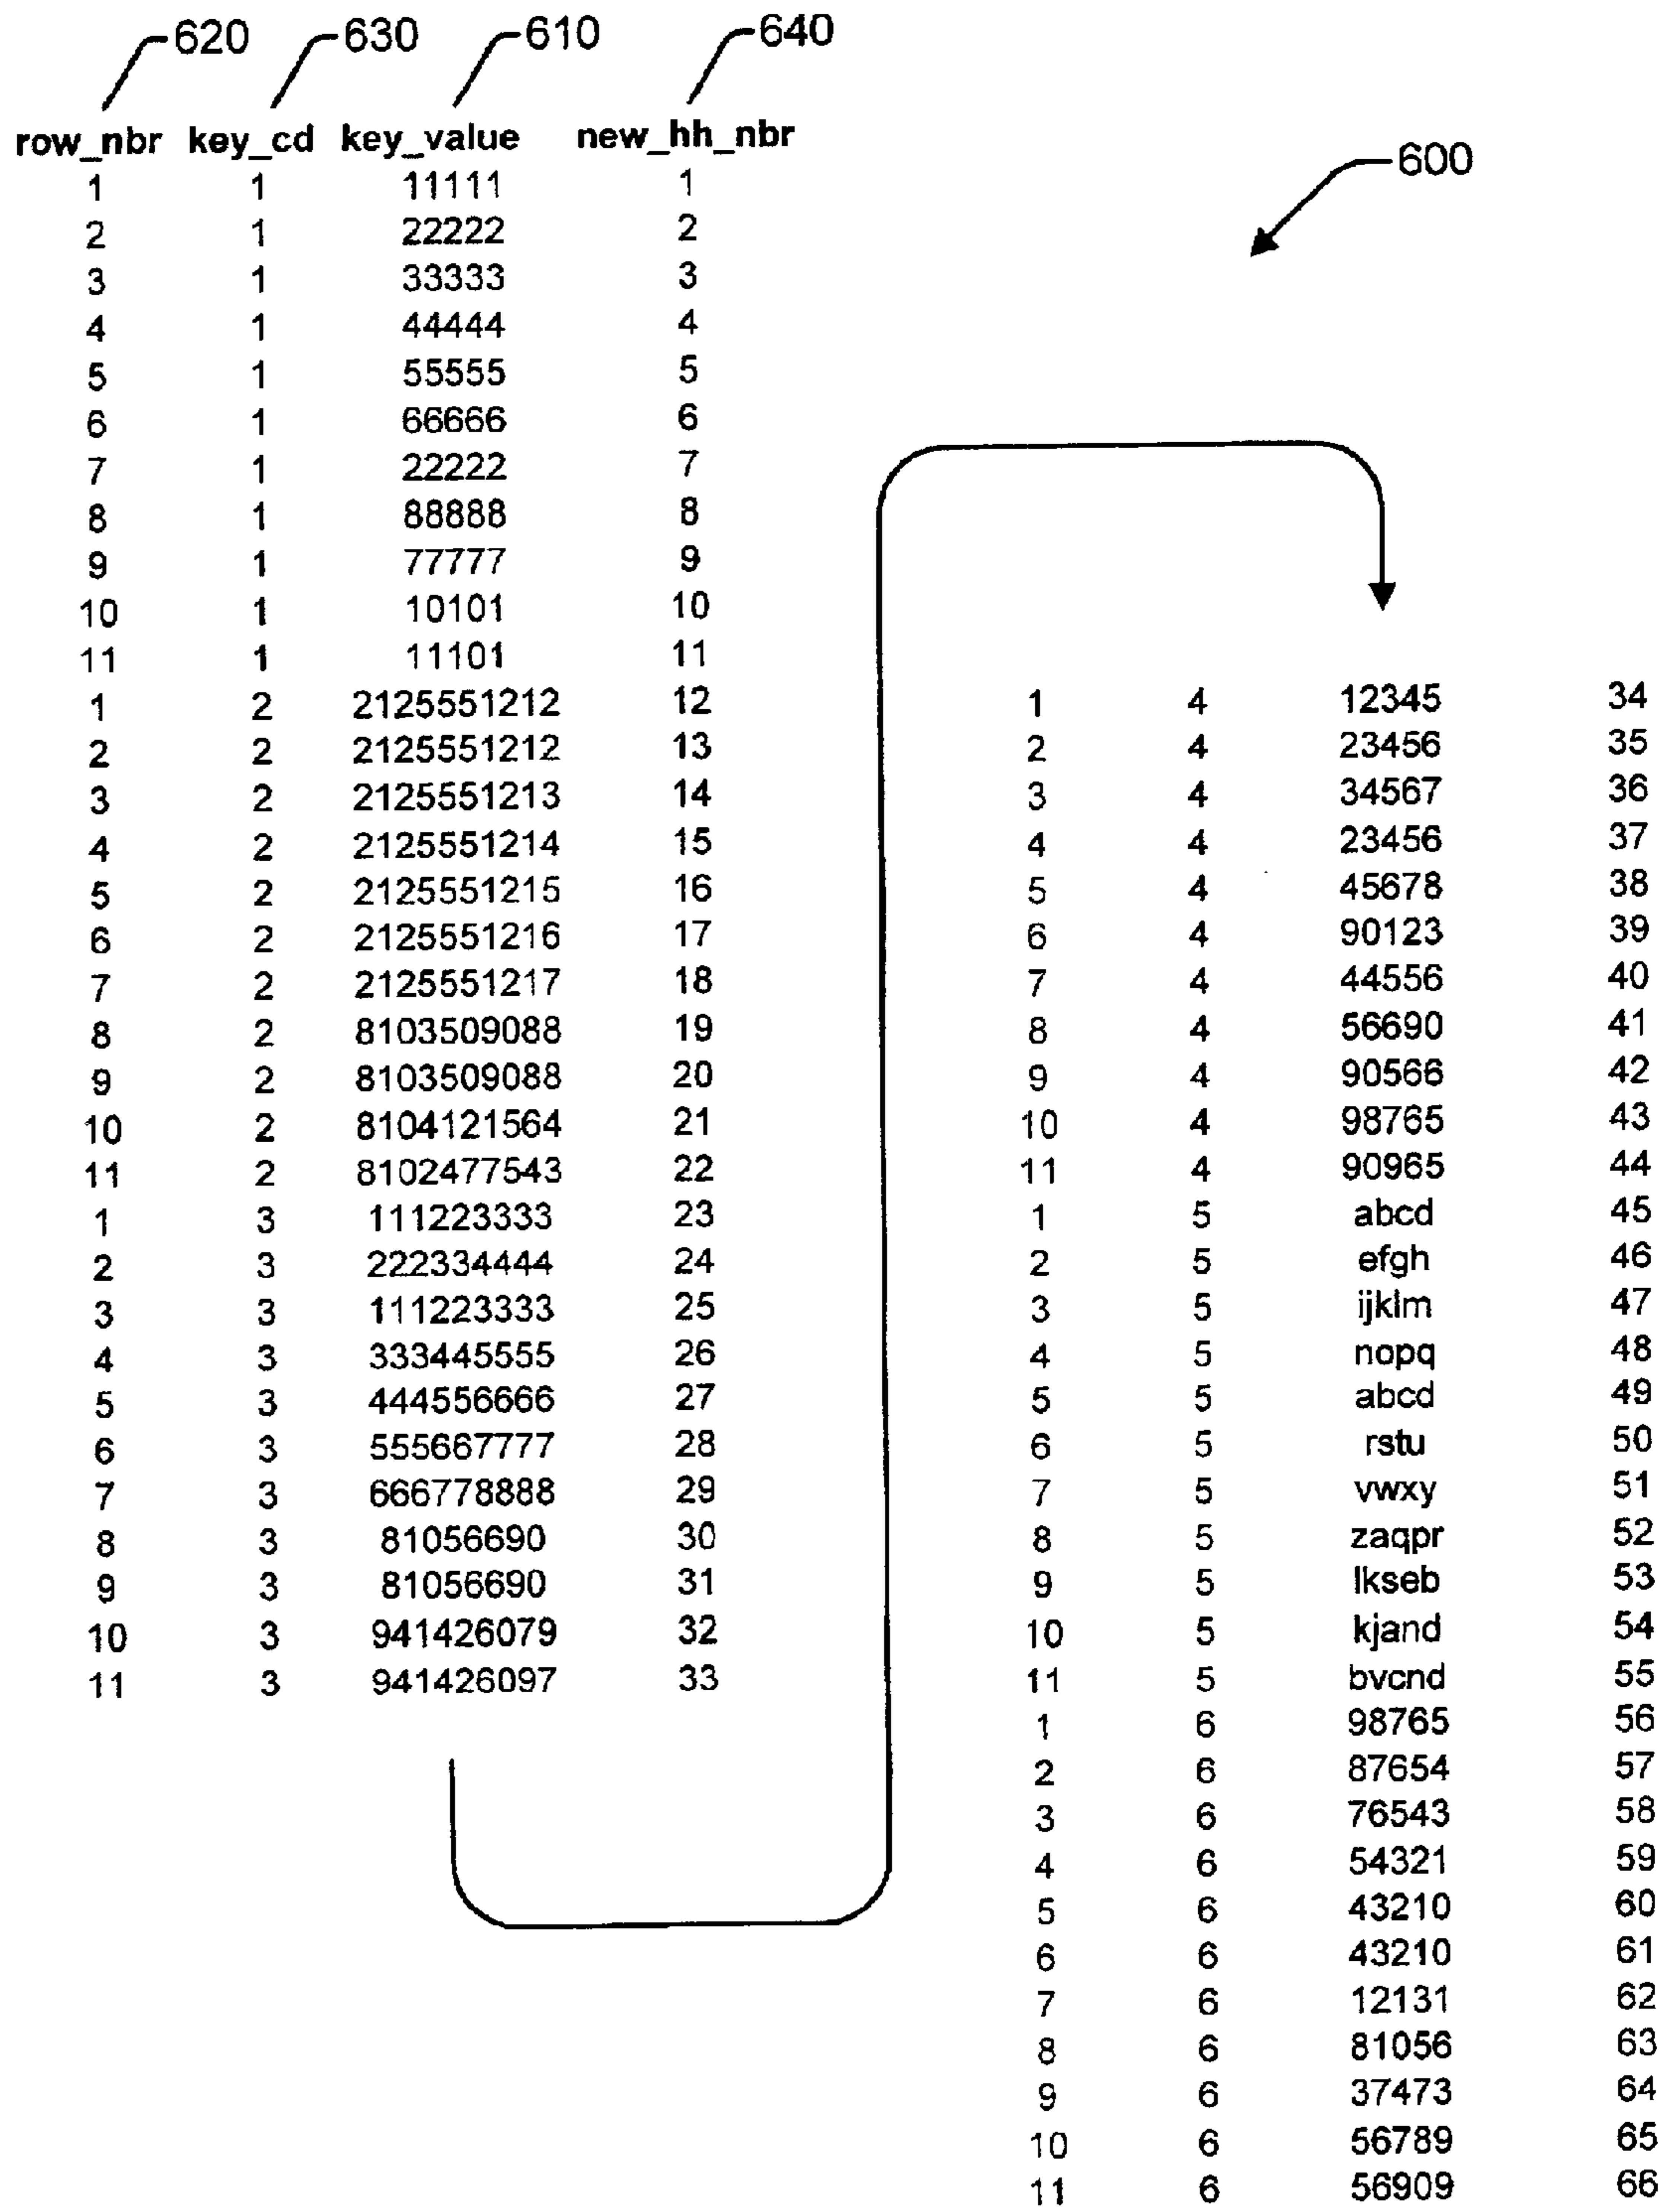 620 630 610 640
row_nbr key_cd key_value new_hh_nbr
600
1 1 11111 1
2 1 22222 2
3 1 33333 3
4 1 44444 4
5 1 55555 5
6 1 66666 6
7 1 22222 7
8 1 88888 8
9 1 77777 9
10 1 10101 10
11 1 11101 11
1 2 2125551212 12
2 2 2125551212 13
3 2 2125551213 14
4 2 2125551214 15
5 2 2125551215 16
6 2 2125551216 17
7 2 2125551217 18
8 2 8103509088 19
9 2 8103509088 20
10 2 8104121564 21
11 2 8102477543 22
1 3 111223333 23
2 3 222334444 24
3 3 111223333 25
4 3 333445555 26
5 3 444556666 27
6 3 555667777 28
7 3 666778888 29
8 3 81056690 30
9 3 81056690 31
10 3 941426079 32
11 3 941426097 33
1 4 12345 34
2 4 23456 35
3 4 34567 36
4 4 23456 37
5 4 45678 38
6 4 90123 39
7 4 44556 40
8 4 56690 41
9 4 90566 42
10 4 98765 43
11 4 90965 44
1 5 abcd 45
2 5 efgh 46
3 5 ijklm 47
4 5 nopq 48
5 5 abcd 49
6 5 rstu 50
7 5 vwxy 51
8 5 zaqpr 52
9 5 lkseb 53
10 5 kjand 54
11 5 bvcnd 55
1 6 98765 56
2 6 87654 57
3 6 76543 58
4 6 54321 59
5 6 43210 60
6 6 43210 61
7 6 12131 62
8 6 81056 63
9 6 37473 64
10 6 56789 65
11 6 56909 66